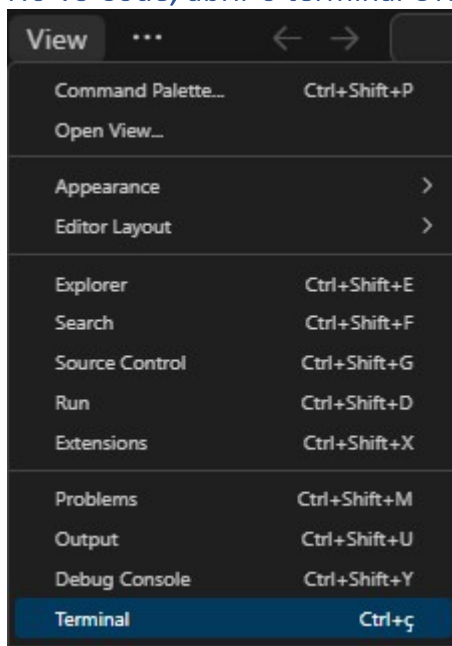 View ... ← →
Command Palette... Ctrl+Shift+P
Open View...
Appearance >
Editor Layout >
Explorer Ctrl+Shift+E
Search Ctrl+Shift+F
Source Control Ctrl+Shift+G
Run Ctrl+Shift+D
Extensions Ctrl+Shift+X
Problems Ctrl+Shift+M
Output Ctrl+Shift+U
Debug Console Ctrl+Shift+Y
Terminal Ctrl+ç